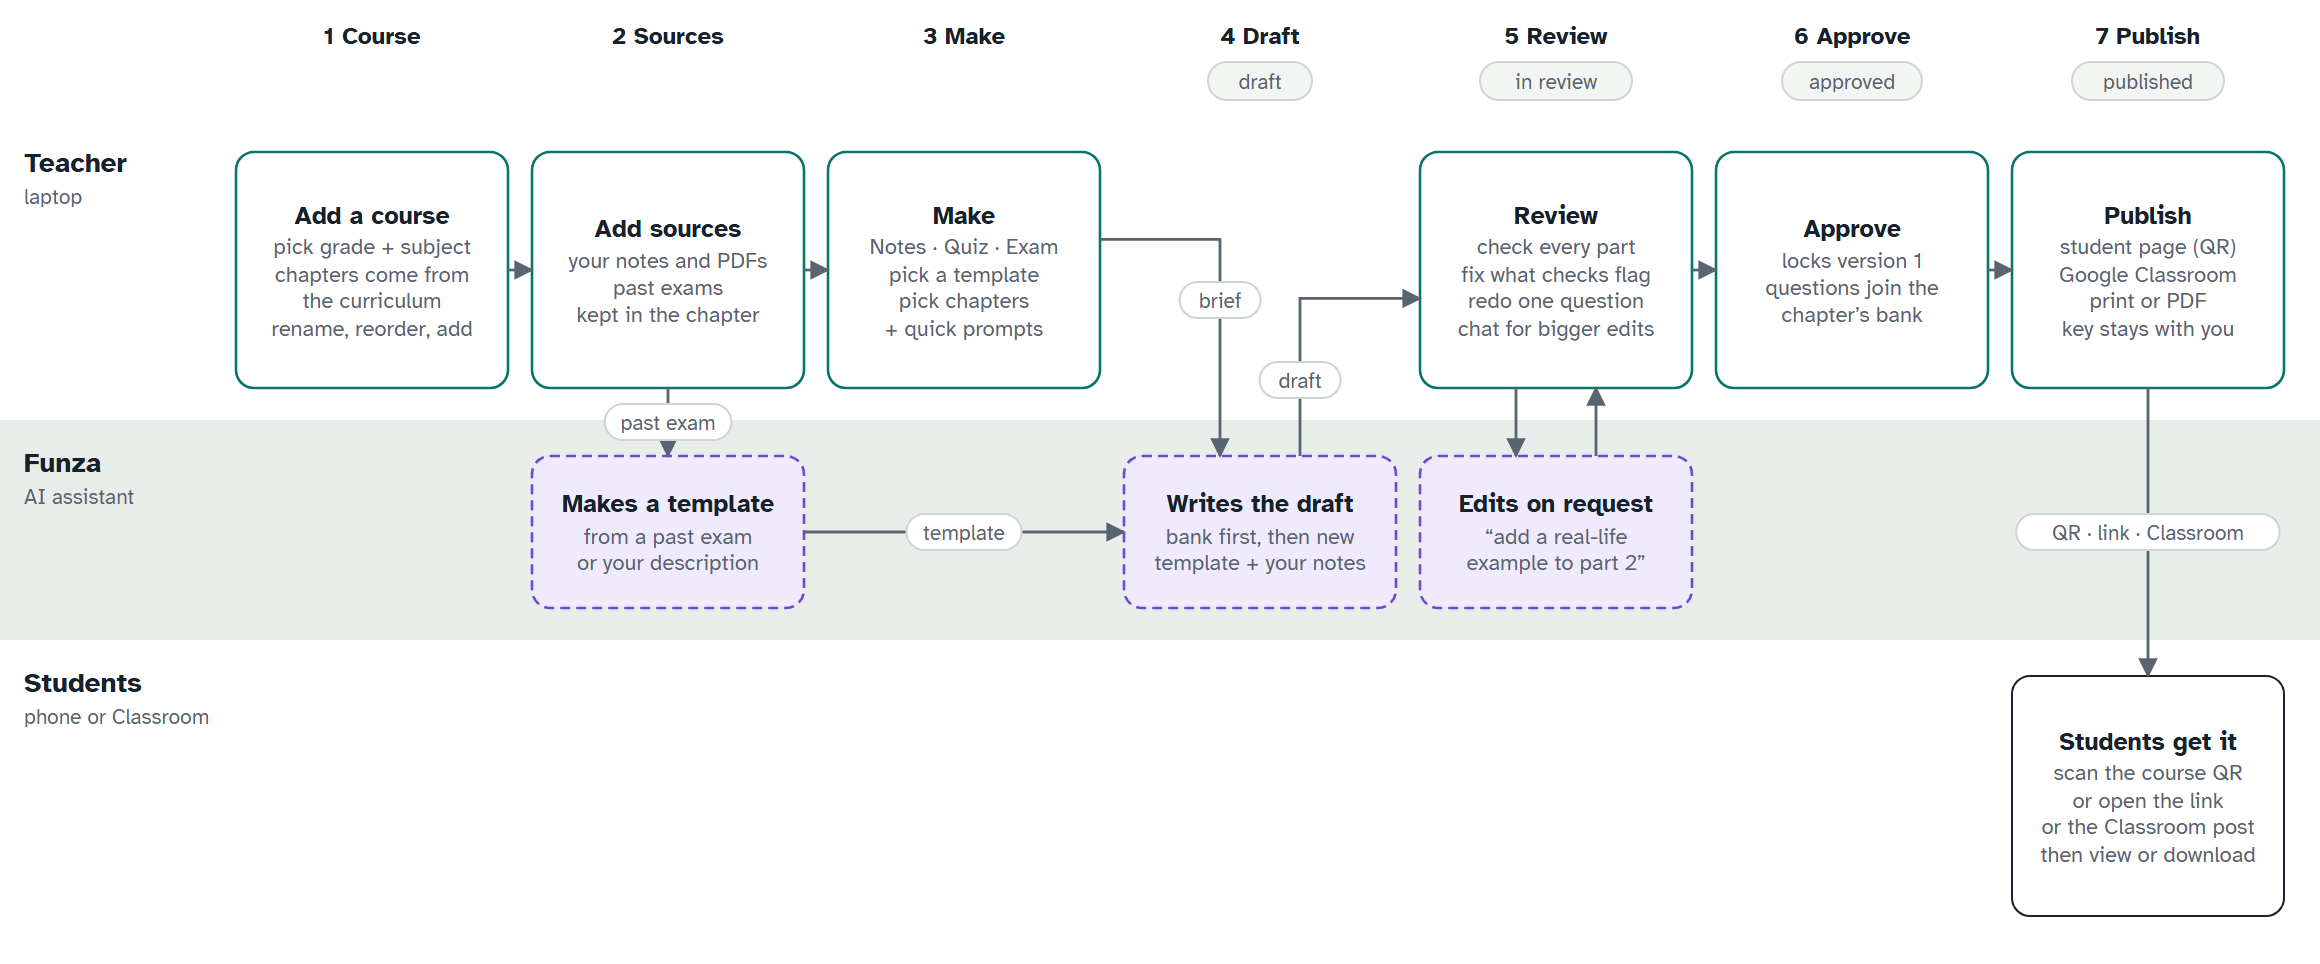 1 Course
2 Sources
3 Make
4 Draft
5 Review
6 Approve
7 Publish
draft
in review
approved
published
Teacher
laptop
Add a course
pick grade + subject
chapters come from
the curriculum
rename, reorder, add
Add sources
your notes and PDFs
past exams
kept in the chapter
Make
Notes · Quiz · Exam
pick a template
pick chapters
+ quick prompts
brief
draft
Review
check every part
fix what checks flag
redo one question
chat for bigger edits
Approve
locks version 1
questions join the
chapter’s bank
Publish
student page (QR)
Google Classroom
print or PDF
key stays with you
past exam
Funza
AI assistant
Makes a template
from a past exam
or your description
template
Writes the draft
bank first, then new
template + your notes
Edits on request
“add a real-life
example to part 2”
QR · link · Classroom
Students
phone or Classroom
Students get it
scan the course QR
or open the link
or the Classroom post
then view or download